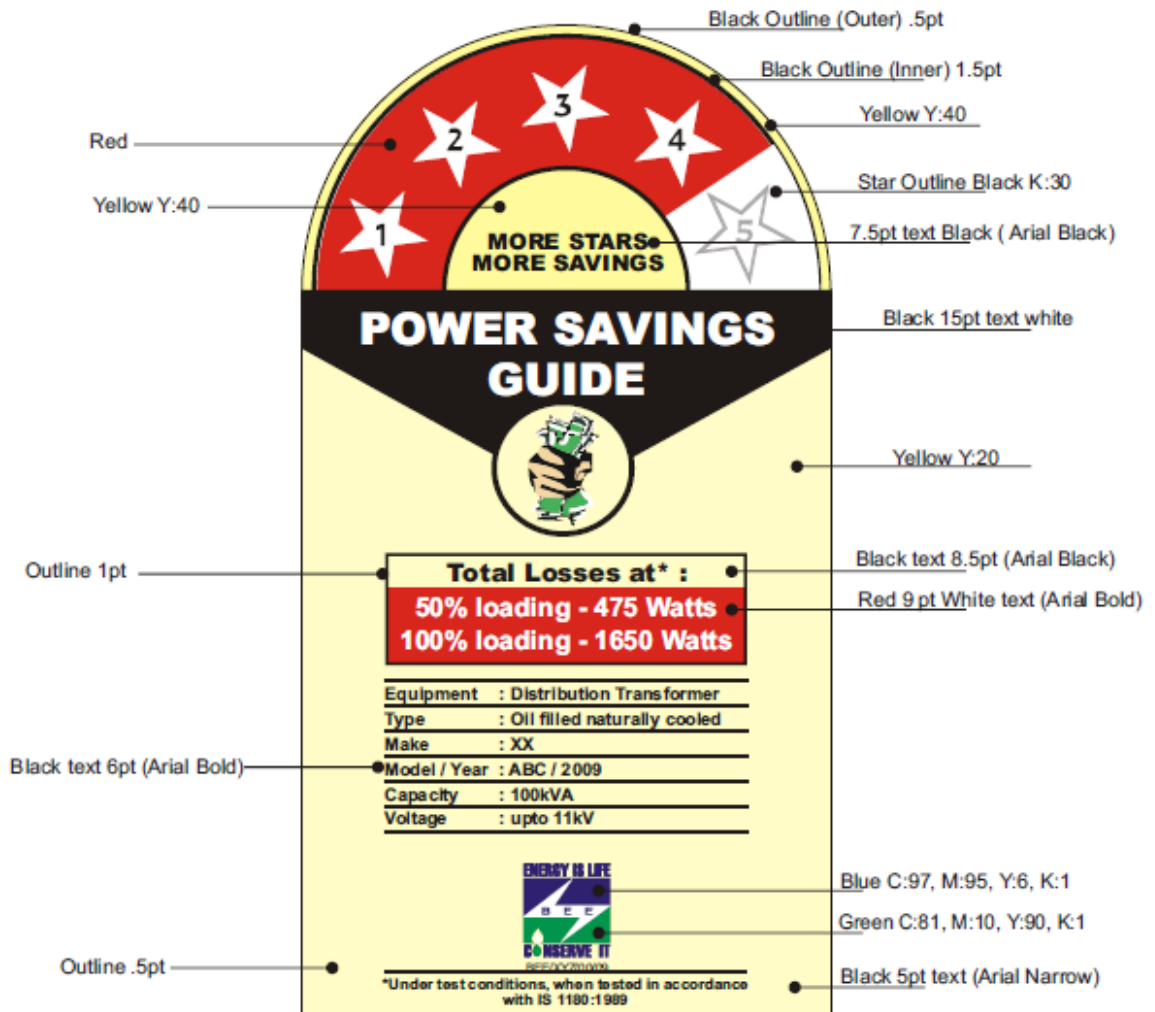 Black Outline (Outer) .5pt
Black Outline (Inner) 1.5pt
Yellow Y:40
Red
Star Outline Black K:30
Yellow Y:40
7.5pt text Black ( Arial Black)
1
2
3
4
5
MORE STARS
MORE SAVINGS
Black 15pt text white
POWER SAVINGS
GUIDE
Yellow Y:20
Outline 1pt
Total Losses at* :
Black text 8.5pt (Arial Black)
50% loading - 475 Watts
Red 9 pt White text (Arial Bold)
100% loading - 1650 Watts
Equipment : Distribution Transformer
Type : Oil filled naturally cooled
Make : XX
Black text 6pt (Arial Bold)
Model / Year : ABC / 2009
Capacity : 100kVA
Voltage : upto 11kV
ENERGY IS LIFE
BEE
CONSERVE IT
Blue C:97, M:95, Y:6, K:1
Green C:81, M:10, Y:90, K:1
Outline .5pt
Black 5pt text (Arial Narrow)
*Under test conditions, when tested in accordance
with IS 1180:1989